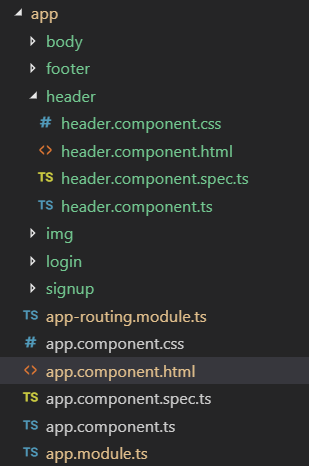 app
body
footer
header
# header.component.css
<> header.component.html
TS header.component.spec.ts
TS header.component.ts
img
login
signup
TS app-routing.module.ts
# app.component.css
<> app.component.html
TS app.component.spec.ts
TS app.component.ts
TS app.module.ts